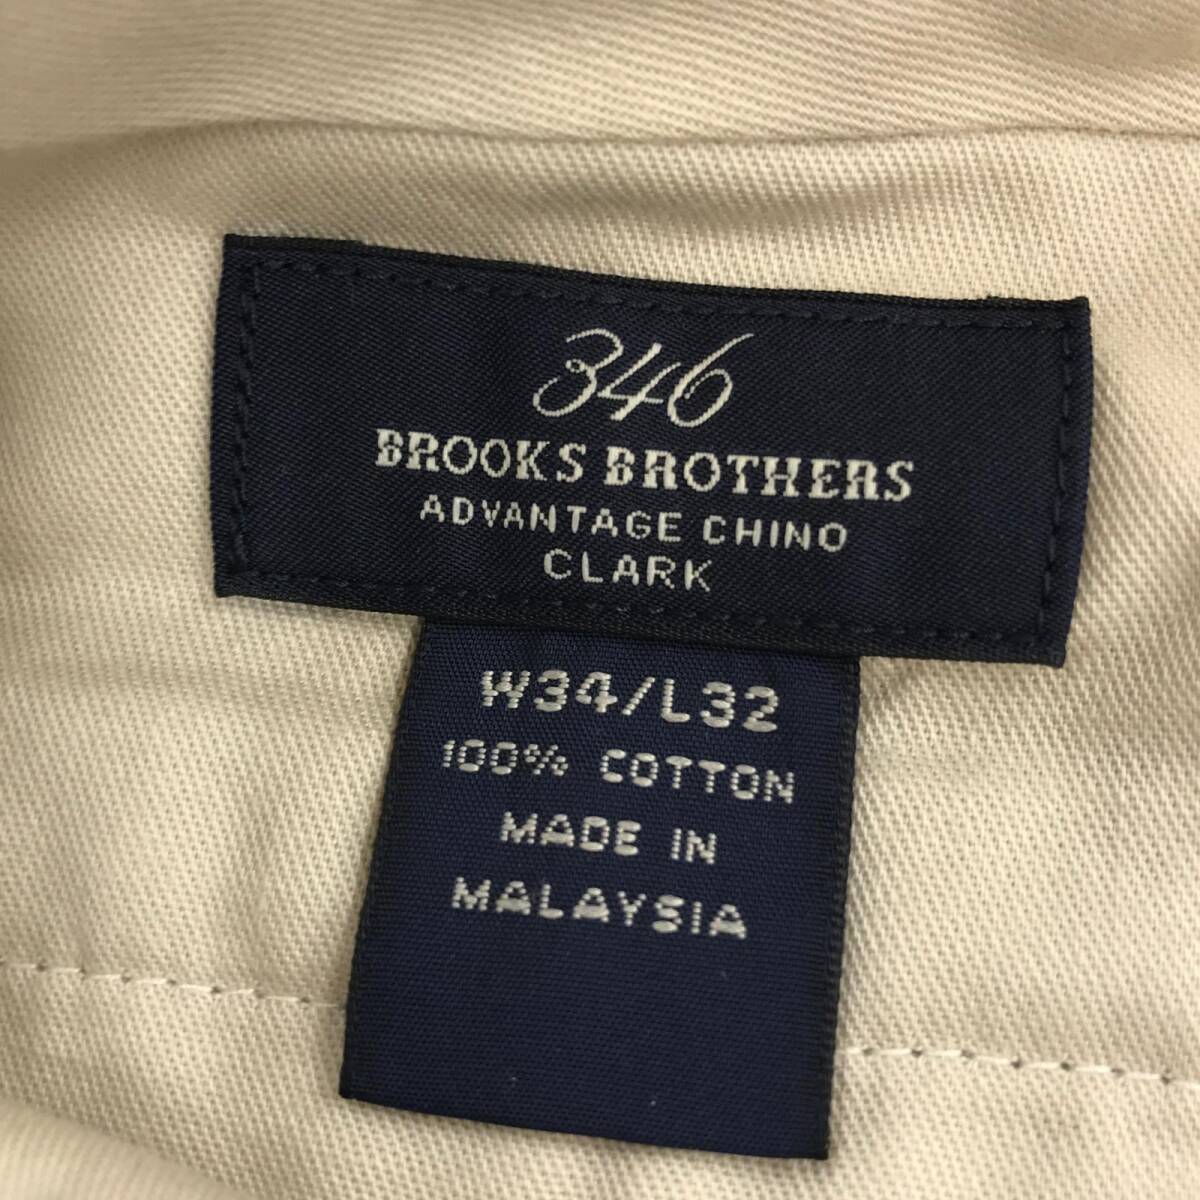 346
BROOKS BROTHERS
ADVANTAGE CHINO
CLARK
W34/L32
100% COTTON
MADE IN
MALAYSIA